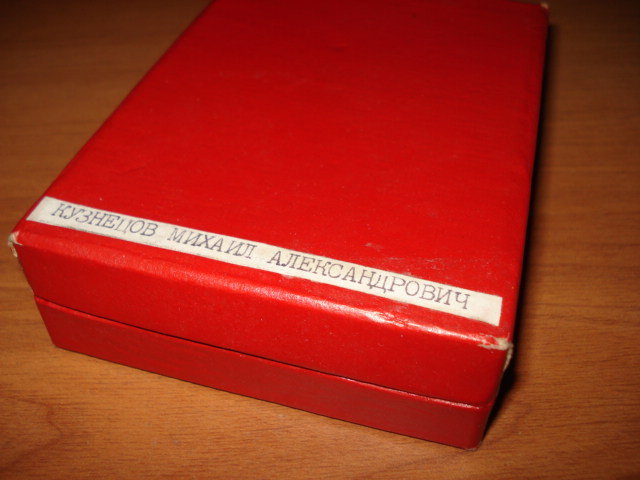 КУЗНЕЦОВ МИХАИЛ АЛЕКСАНДРОВИЧ